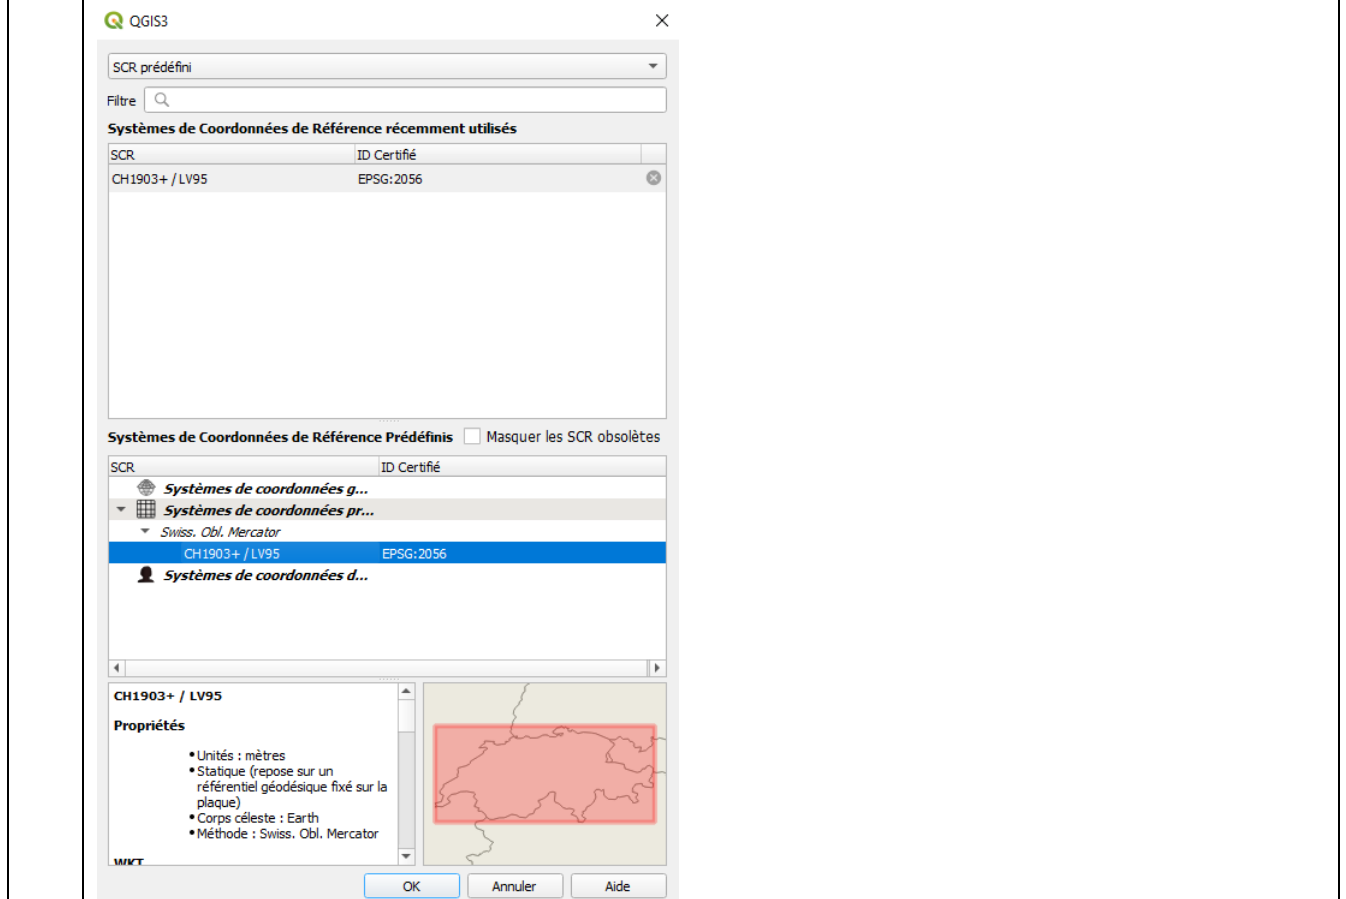 QGIS3
SCR prédéfini
Filtre
Systèmes de Coordonnées de Référence récemment utilisés
SCR ID Certifié
CH1903+ / LV95 EPSG:2056
Systèmes de Coordonnées de Référence Prédéfinis Masquer les SCR obsolètes
SCR ID Certifié
Systèmes de coordonnées g...
Systèmes de coordonnées pr...
Swiss. Obl. Mercator
CH1903+ / LV95 EPSG:2056
Systèmes de coordonnées d...
CH1903+ / LV95
Propriétés
• Unités : mètres
• Statique (repose sur un
référentiel géodésique fixé sur la
plaque)
• Corps céleste : Earth
• Méthode : Swiss. Obl. Mercator
WKT
OK Annuler Aide